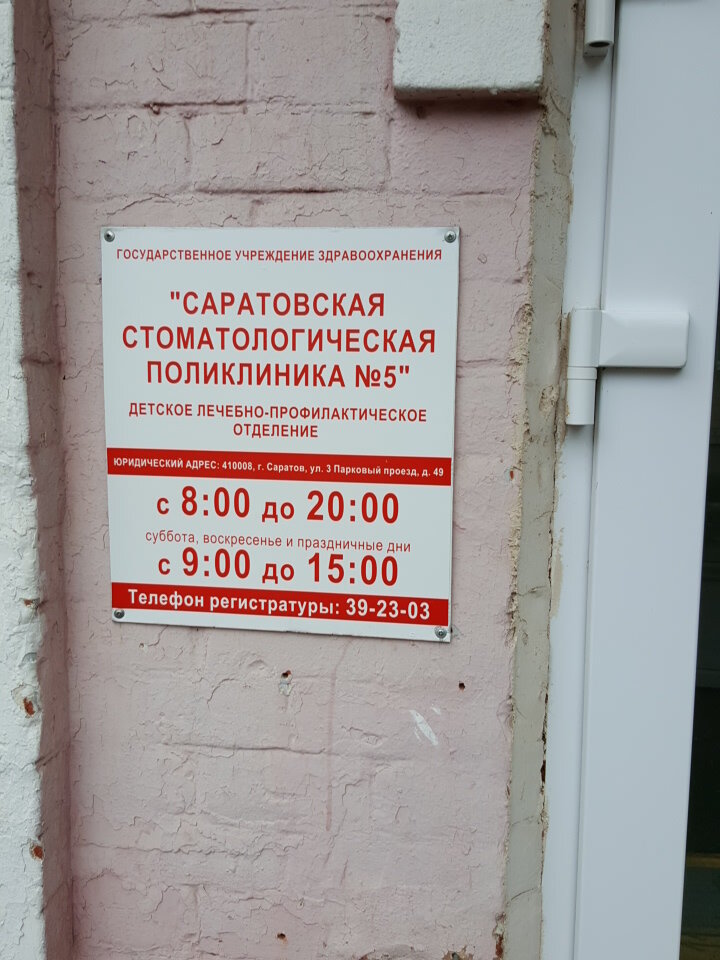 ГОСУДАРСТВЕННОЕ УЧРЕЖДЕНИЕ ЗДРАВООХРАНЕНИЯ
"САРАТОВСКАЯ
СТОМАТОЛОГИЧЕСКАЯ
ПОЛИКЛИНИКА №5"
ДЕТСКОЕ ЛЕЧЕБНО-ПРОФИЛАКТИЧЕСКОЕ
ОТДЕЛЕНИЕ
ЮРИДИЧЕСКИЙ АДРЕС: 410008, г. Саратов, ул. 3 Парковый проезд, д. 49
с 8:00 до 20:00
суббота, воскресенье и праздничные дни
с 9:00 до 15:00
Телефон регистратуры: 39-23-03